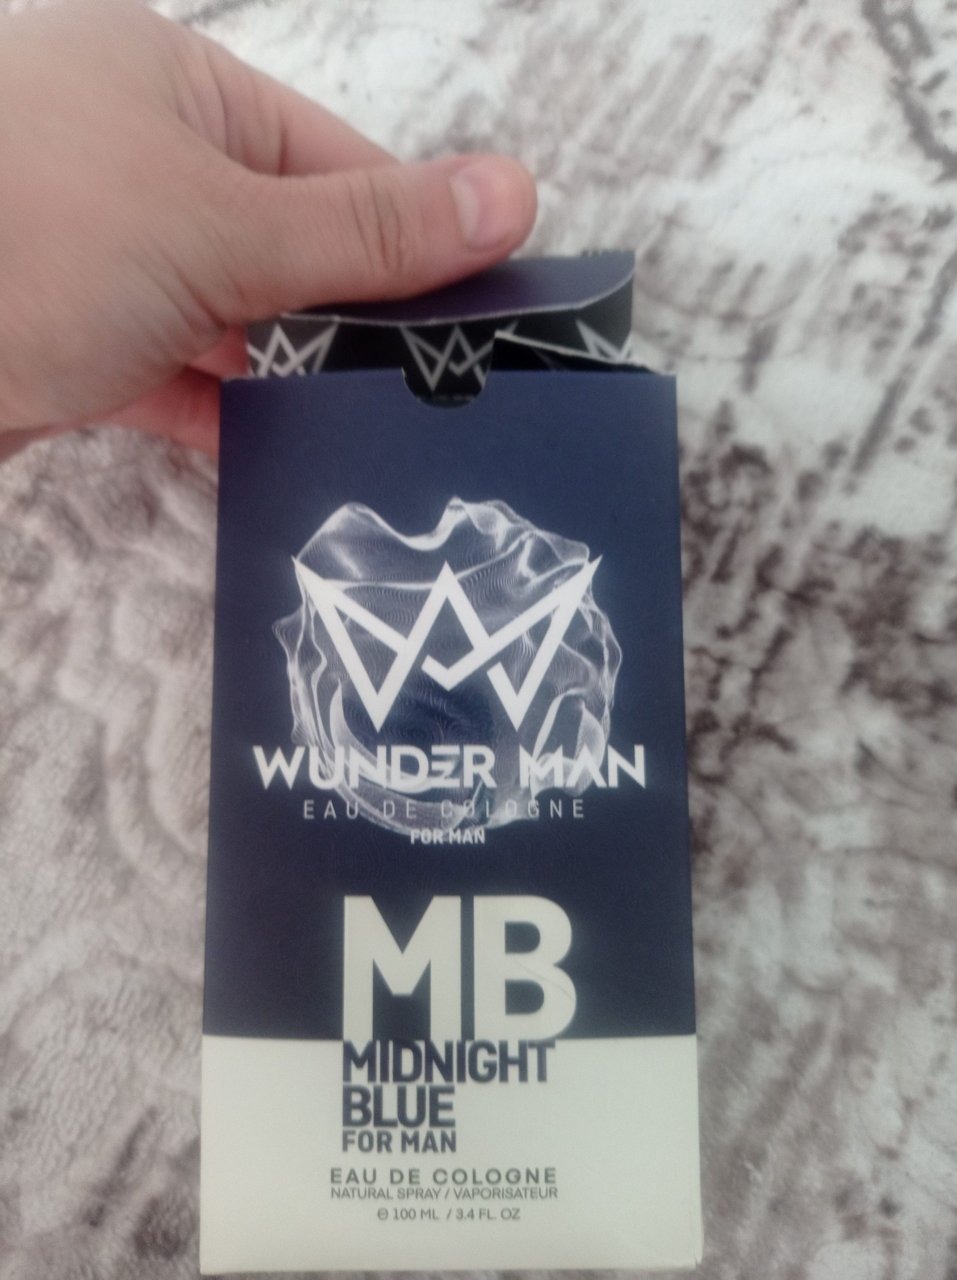 WUNDER MAN
EAU DE COLOGNE
FOR MAN
MB
MIDNIGHT
BLUE
FOR MAN
EAU DE COLOGNE
NATURAL SPRAY / VAPORISATEUR
℮ 100 ML / 3.4 FL. OZ